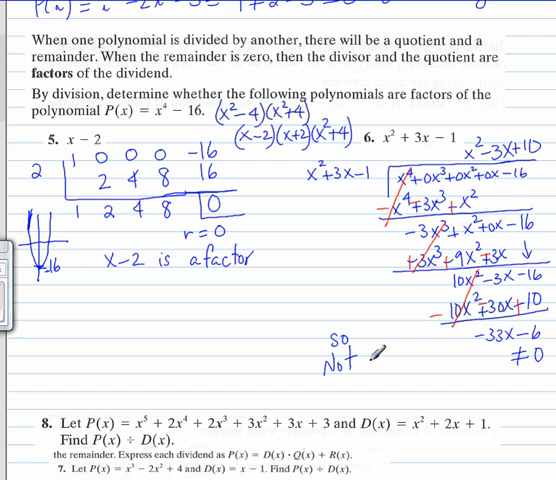 P(x) =
When one polynomial is divided by another, there will be a quotient and a
remainder. When the remainder is zero, then the divisor and the quotient are
factors of the dividend.
By division, determine whether the following polynomials are factors of the
polynomial P(x) = x⁴ − 16. (x²−4)(x²+4)
(x−2)(x+2)(x²+4)
5. x − 2
2
1 0 0 0 -16
2 4 8 16
1 2 4 8 0
r = 0
x-2 is a factor
-16
6. x² + 3x − 1
x²-3x+10
x²+3x-1
x⁴+0x³+0x²+0x-16
x⁴+3x³+x²
-3x³+x²+0x-16
+3x³+9x²+3x ↓
10x²-3x-16
- 10x²+30x+10
-33x-6
≠0
so
Not
8. Let P(x) = x⁵ + 2x⁴ + 2x³ + 3x² + 3x + 3 and D(x) = x² + 2x + 1.
Find P(x) ÷ D(x).
the remainder. Express each dividend as P(x) = D(x) · Q(x) + R(x).
7. Let P(x) = x³ − 2x² + 4 and D(x) = x − 1. Find P(x) ÷ D(x).